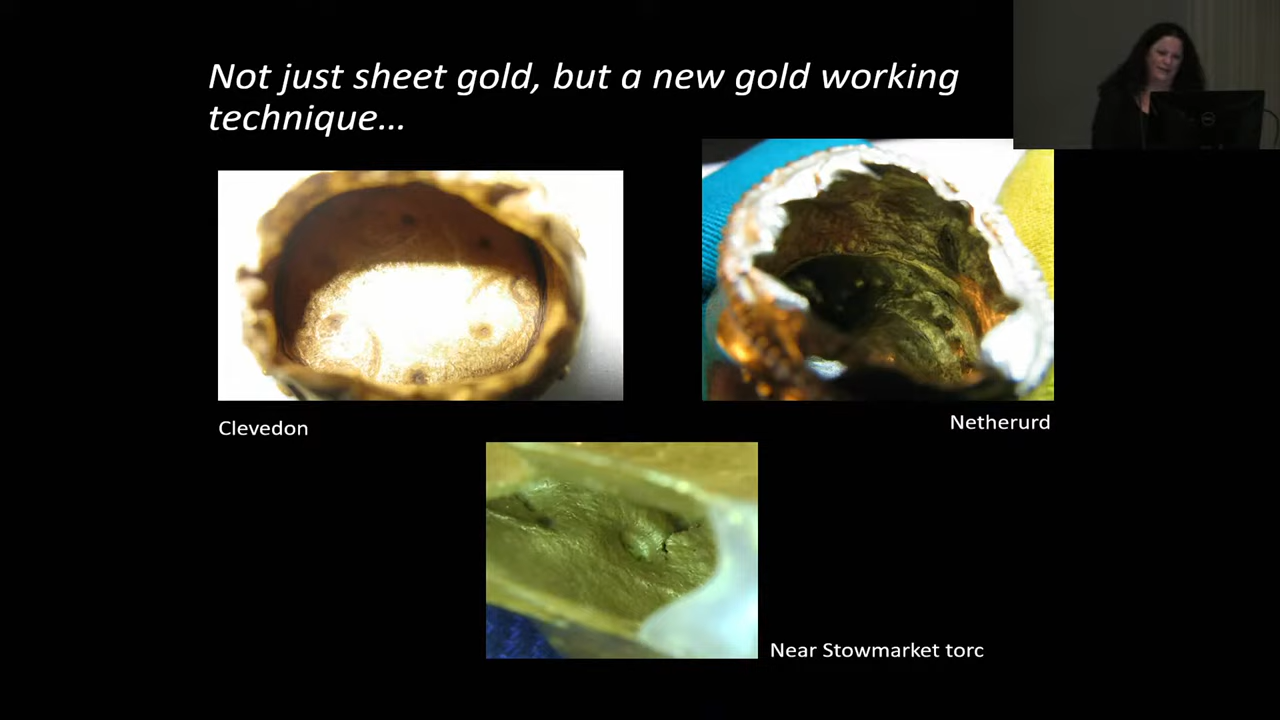 Not just sheet gold, but a new gold working
technique...
Clevedon
Netherurd
Near Stowmarket torc